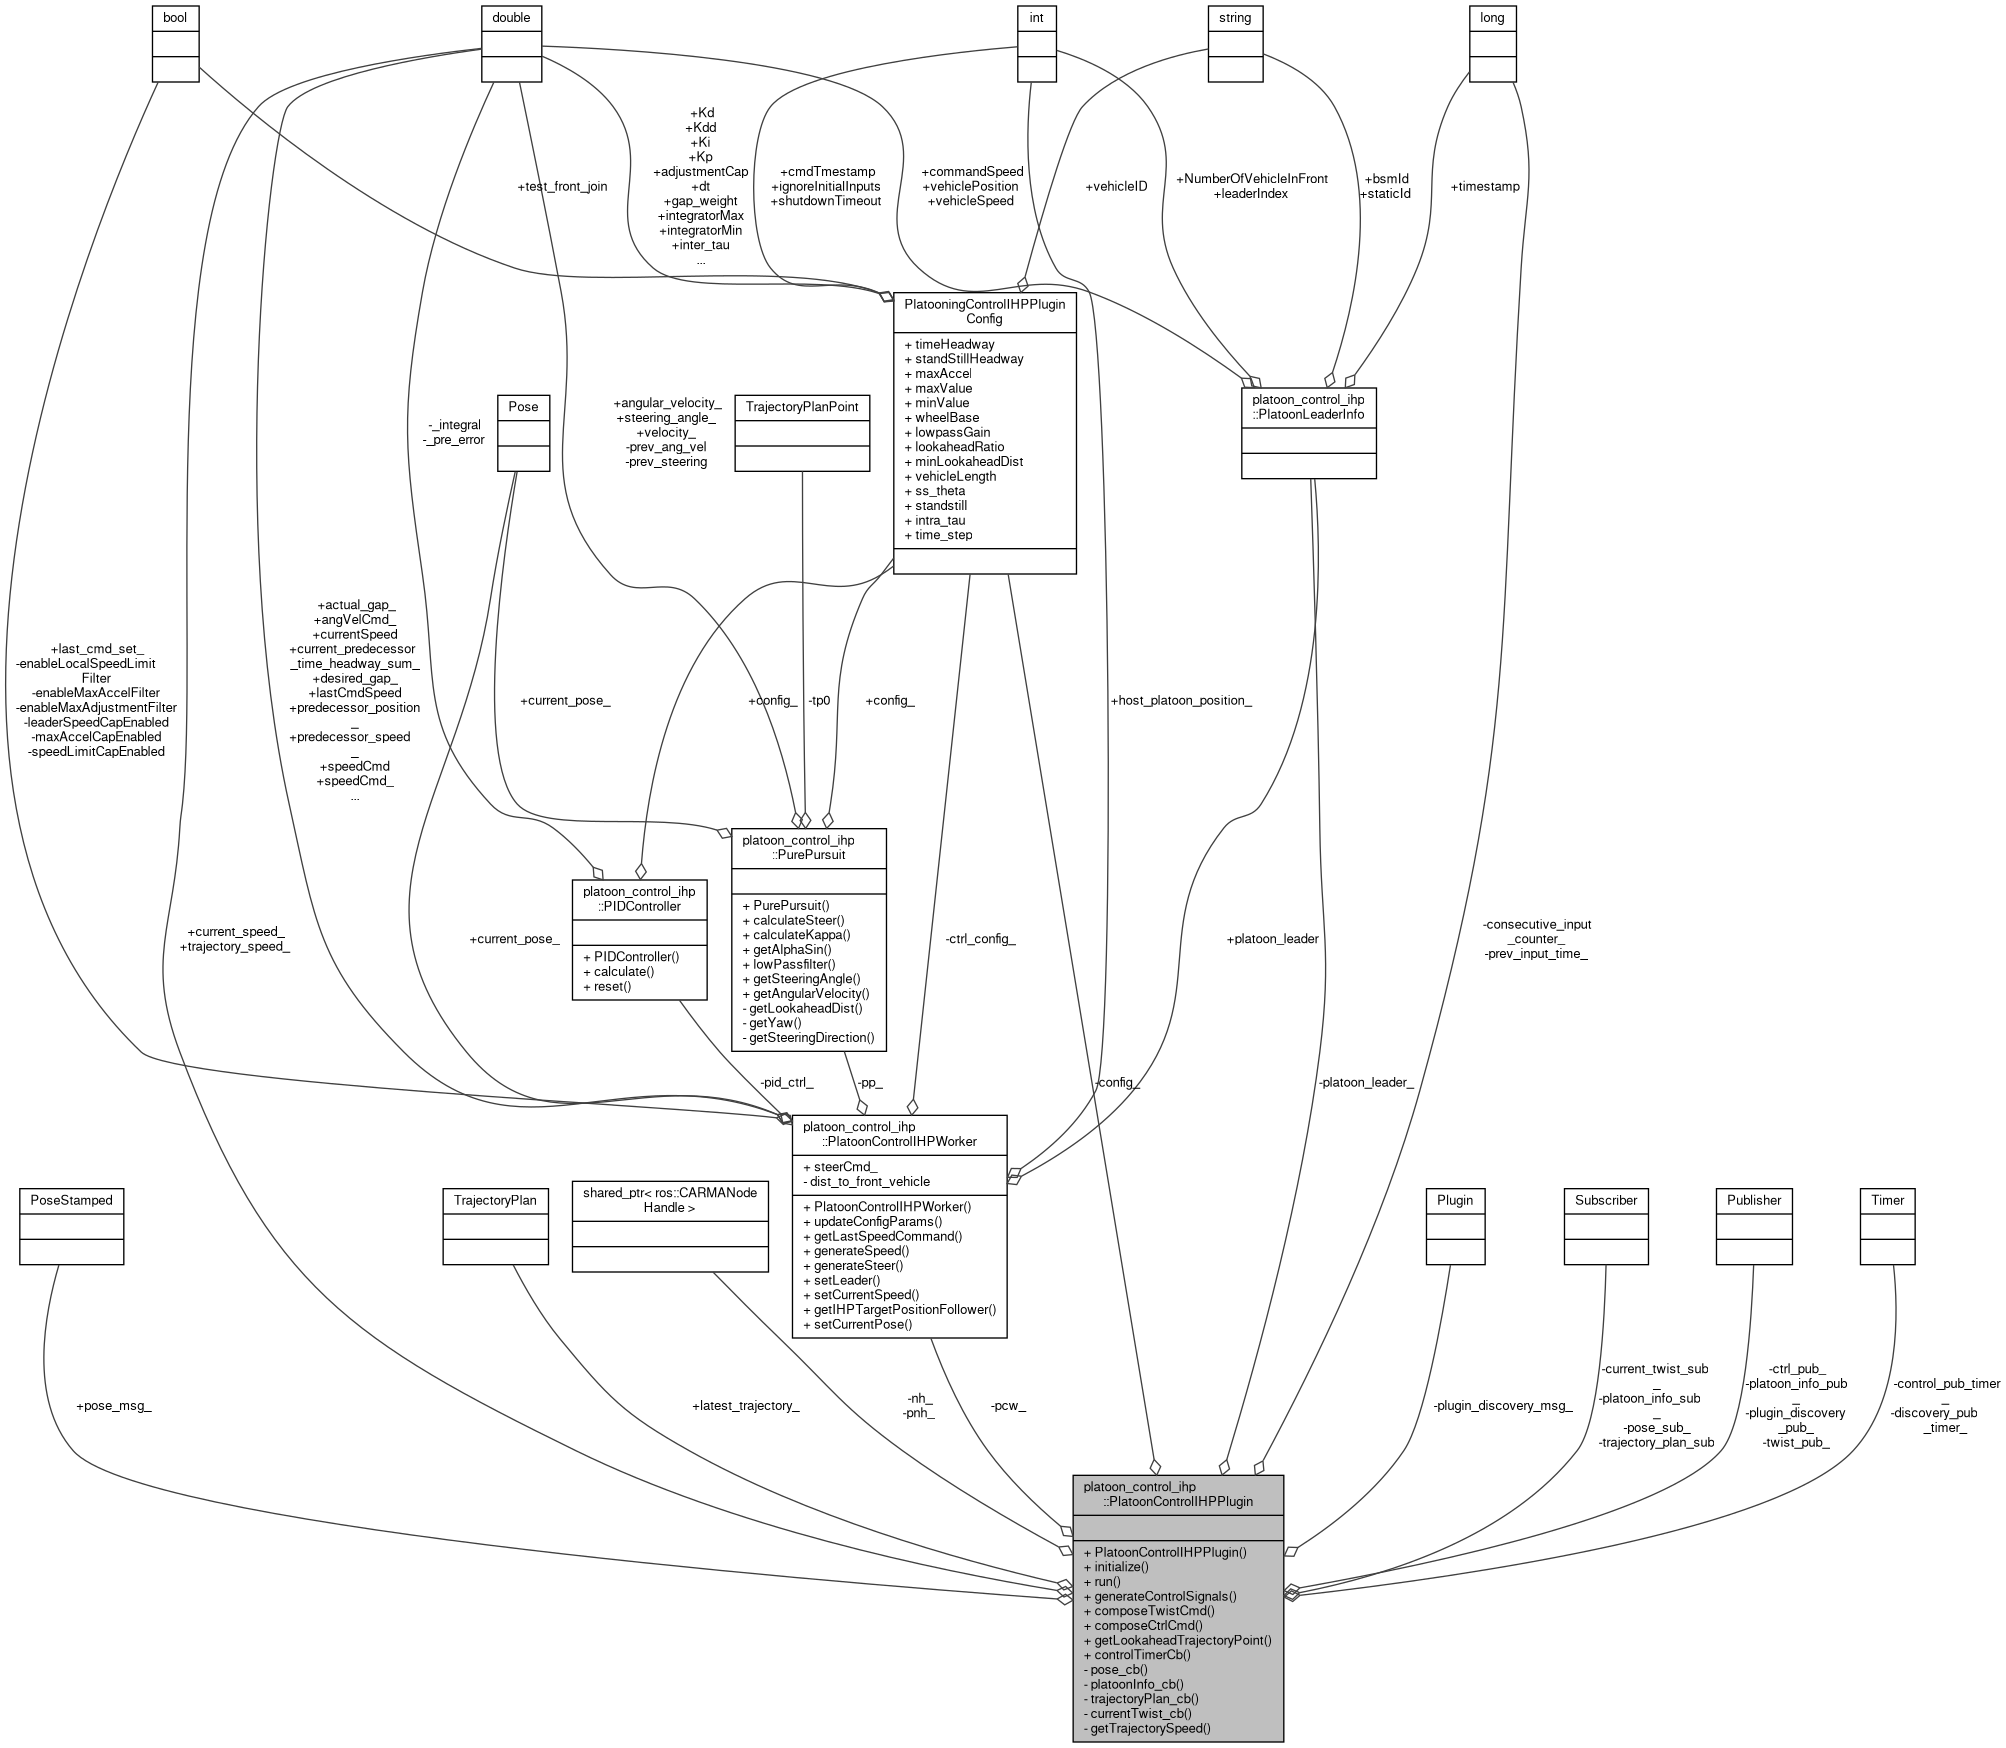 bool
double
int
string
long
+Kd
+Kdd
+Ki
+Kp
+adjustmentCap
+dt
+gap_weight
+integratorMax
+integratorMin
+inter_tau
...
+test_front_join
+cmdTmestamp
+ignoreInitialInputs
+shutdownTimeout
+commandSpeed
+vehiclePosition
+vehicleSpeed
+vehicleID
+NumberOfVehicleInFront
+leaderIndex
+bsmId
+staticId
+timestamp
PlatooningControlIHPPlugin
Config
+ timeHeadway
+ standStillHeadway
+ maxAccel
+ maxValue
+ minValue
+ wheelBase
+ lowpassGain
+ lookaheadRatio
+ minLookaheadDist
+ vehicleLength
+ ss_theta
+ standstill
+ intra_tau
+ time_step
platoon_control_ihp
::PlatoonLeaderInfo
-_integral
-_pre_error
Pose
+angular_velocity_
+steering_angle_
+velocity_
-prev_ang_vel
-prev_steering
TrajectoryPlanPoint
+last_cmd_set_
-enableLocalSpeedLimit
Filter
-enableMaxAccelFilter
-enableMaxAdjustmentFilter
-leaderSpeedCapEnabled
-maxAccelCapEnabled
-speedLimitCapEnabled
+actual_gap_
+angVelCmd_
+currentSpeed
+current_predecessor
_time_headway_sum_
+desired_gap_
+lastCmdSpeed
+predecessor_position
_
+predecessor_speed
_
+speedCmd
+speedCmd_
...
+current_pose_
+config_
-tp0
+config_
+host_platoon_position_
platoon_control_ihp
::PIDController
+ PIDController()
+ calculate()
+ reset()
platoon_control_ihp
::PurePursuit
+ PurePursuit()
+ calculateSteer()
+ calculateKappa()
+ getAlphaSin()
+ lowPassfilter()
+ getSteeringAngle()
+ getAngularVelocity()
- getLookaheadDist()
- getYaw()
- getSteeringDirection()
+current_speed_
+trajectory_speed_
+current_pose_
-ctrl_config_
+platoon_leader
-consecutive_input
_counter_
-prev_input_time_
-pid_ctrl_
-pp_
-config_
-platoon_leader_
platoon_control_ihp
::PlatoonControlIHPWorker
+ steerCmd_
- dist_to_front_vehicle
+ PlatoonControlIHPWorker()
+ updateConfigParams()
+ getLastSpeedCommand()
+ generateSpeed()
+ generateSteer()
+ setLeader()
+ setCurrentSpeed()
+ getIHPTargetPositionFollower()
+ setCurrentPose()
PoseStamped
TrajectoryPlan
shared_ptr< ros::CARMANode
Handle >
Plugin
Subscriber
Publisher
Timer
+pose_msg_
+latest_trajectory_
-nh_
-pnh_
-pcw_
-plugin_discovery_msg_
-current_twist_sub
_
-platoon_info_sub
_
-pose_sub_
-trajectory_plan_sub
-ctrl_pub_
-platoon_info_pub
_
-plugin_discovery
_pub_
-twist_pub_
-control_pub_timer
_
-discovery_pub
_timer_
platoon_control_ihp
::PlatoonControlIHPPlugin
+ PlatoonControlIHPPlugin()
+ initialize()
+ run()
+ generateControlSignals()
+ composeTwistCmd()
+ composeCtrlCmd()
+ getLookaheadTrajectoryPoint()
+ controlTimerCb()
- pose_cb()
- platoonInfo_cb()
- trajectoryPlan_cb()
- currentTwist_cb()
- getTrajectorySpeed()